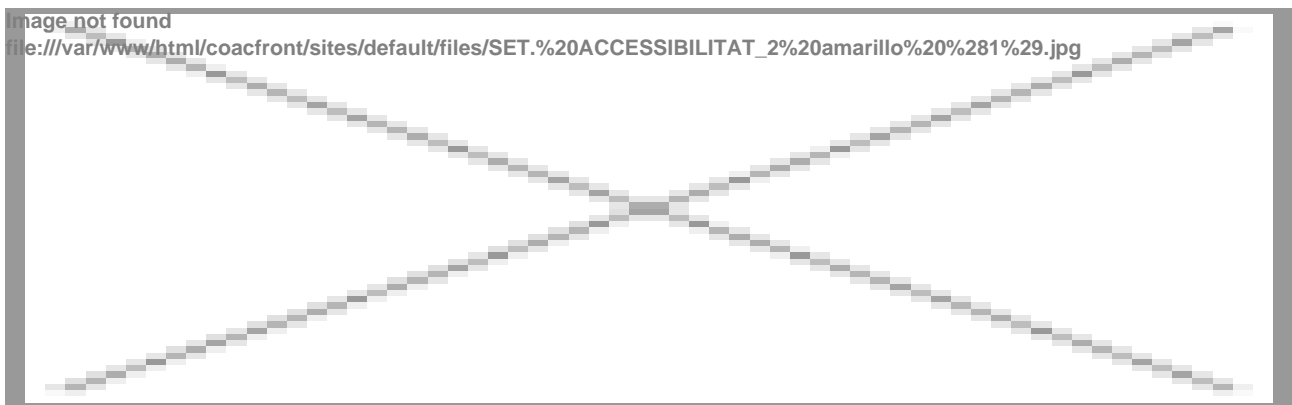 Image not found
file:///var/www/html/coacfront/sites/default/files/SET.%20ACCESSIBILITAT_2%20amarillo%20%281%29.jpg